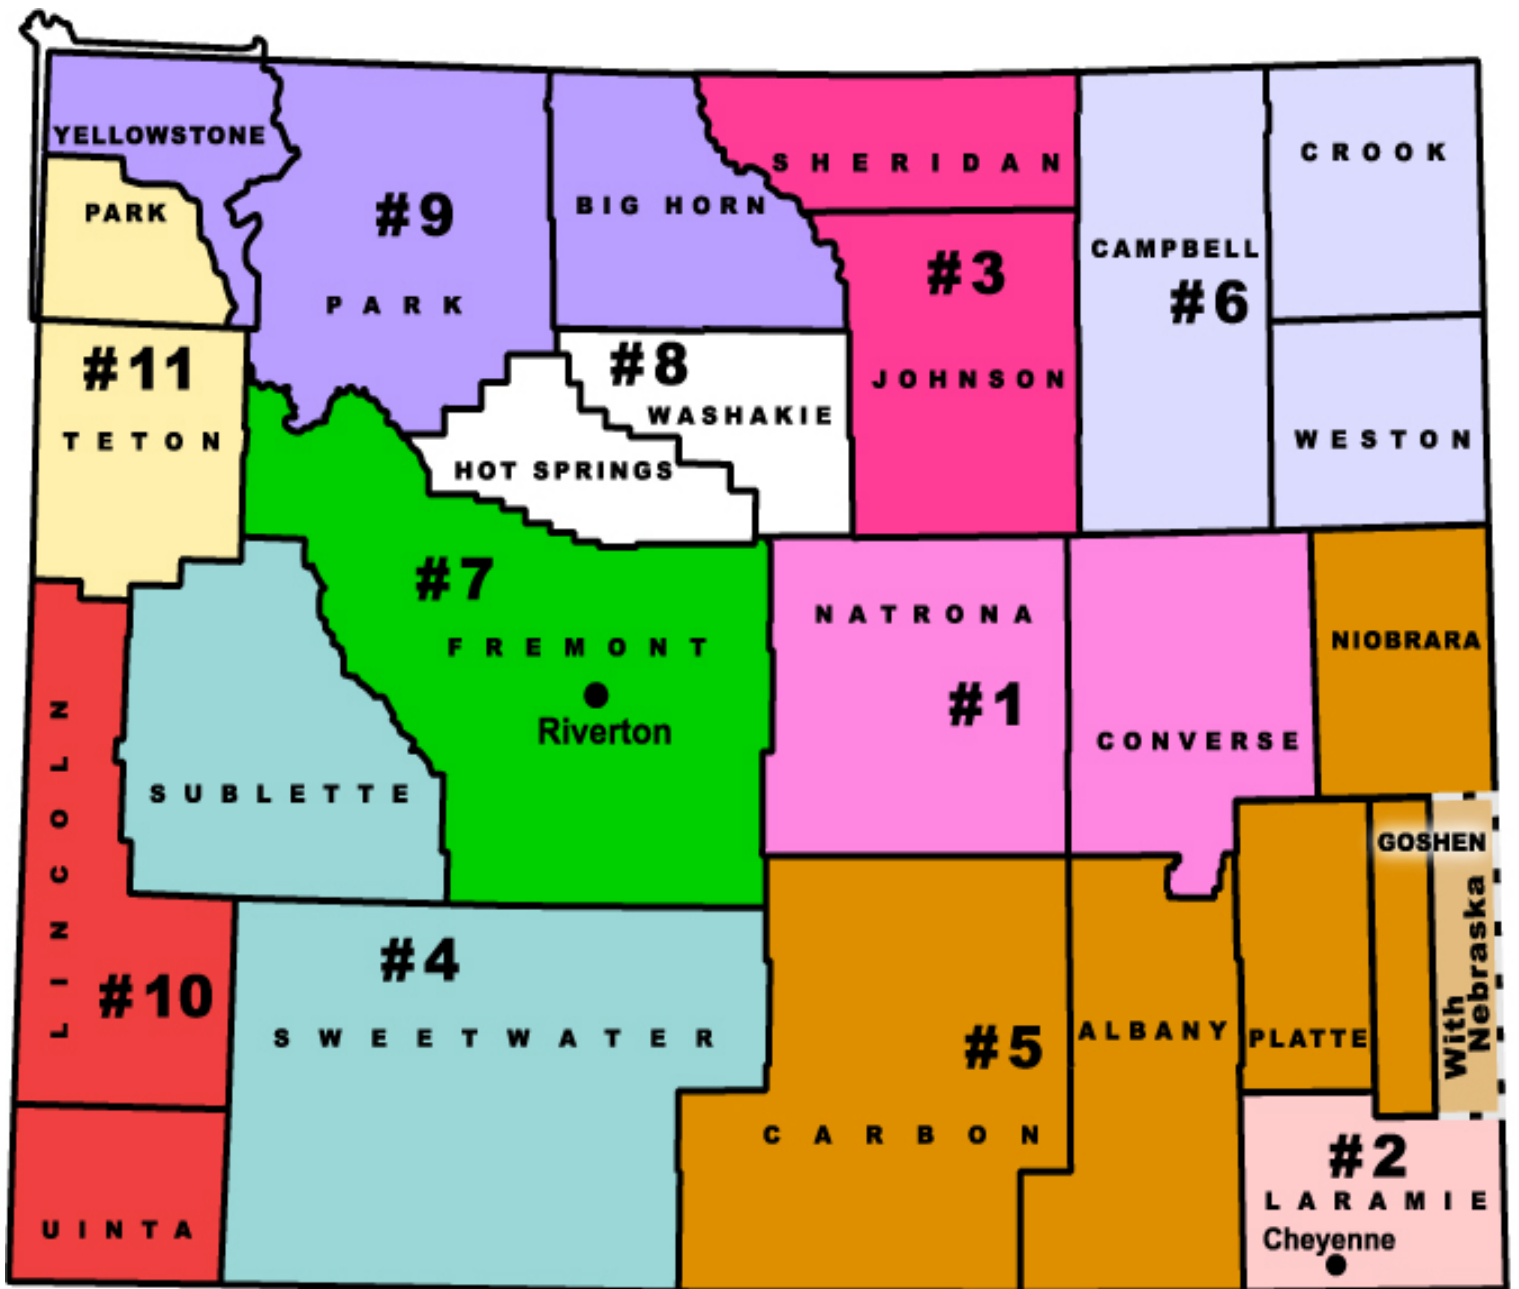 YELLOWSTONE
PARK
#9
PARK
BIG HORN
SHERIDAN
#3
JOHNSON
CAMPBELL
#6
CROOK
WESTON
#11
TETON
#8
WASHAKIE
HOT SPRINGS
#7
FREMONT
Riverton
NATRONA
#1
CONVERSE
NIOBRARA
LINCOLN
#10
SUBLETTE
#4
SWEETWATER
UINTA
#5
CARBON
ALBANY
PLATTE
GOSHEN
With
Nebraska
#2
LARAMIE
Cheyenne